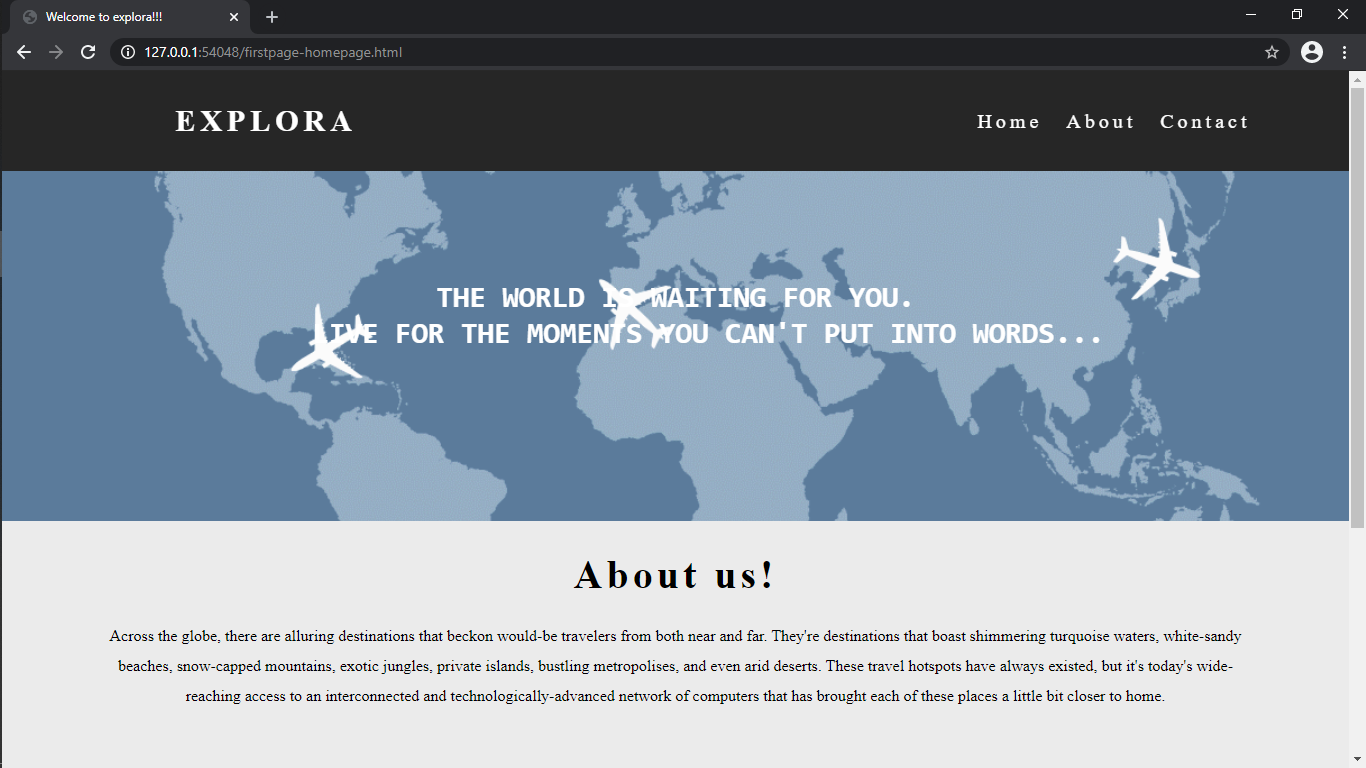 Welcome to explora!!!
127.0.0.1:54048/firstpage-homepage.html
EXPLORA
Home About Contact
THE WORLD IS WAITING FOR YOU.
LIVE FOR THE MOMENTS YOU CAN'T PUT INTO WORDS...
About us!
Across the globe, there are alluring destinations that beckon would-be travelers from both near and far. They're destinations that boast shimmering turquoise waters, white-sandy
beaches, snow-capped mountains, exotic jungles, private islands, bustling metropolises, and even arid deserts. These travel hotspots have always existed, but it's today's wide-
reaching access to an interconnected and technologically-advanced network of computers that has brought each of these places a little bit closer to home.